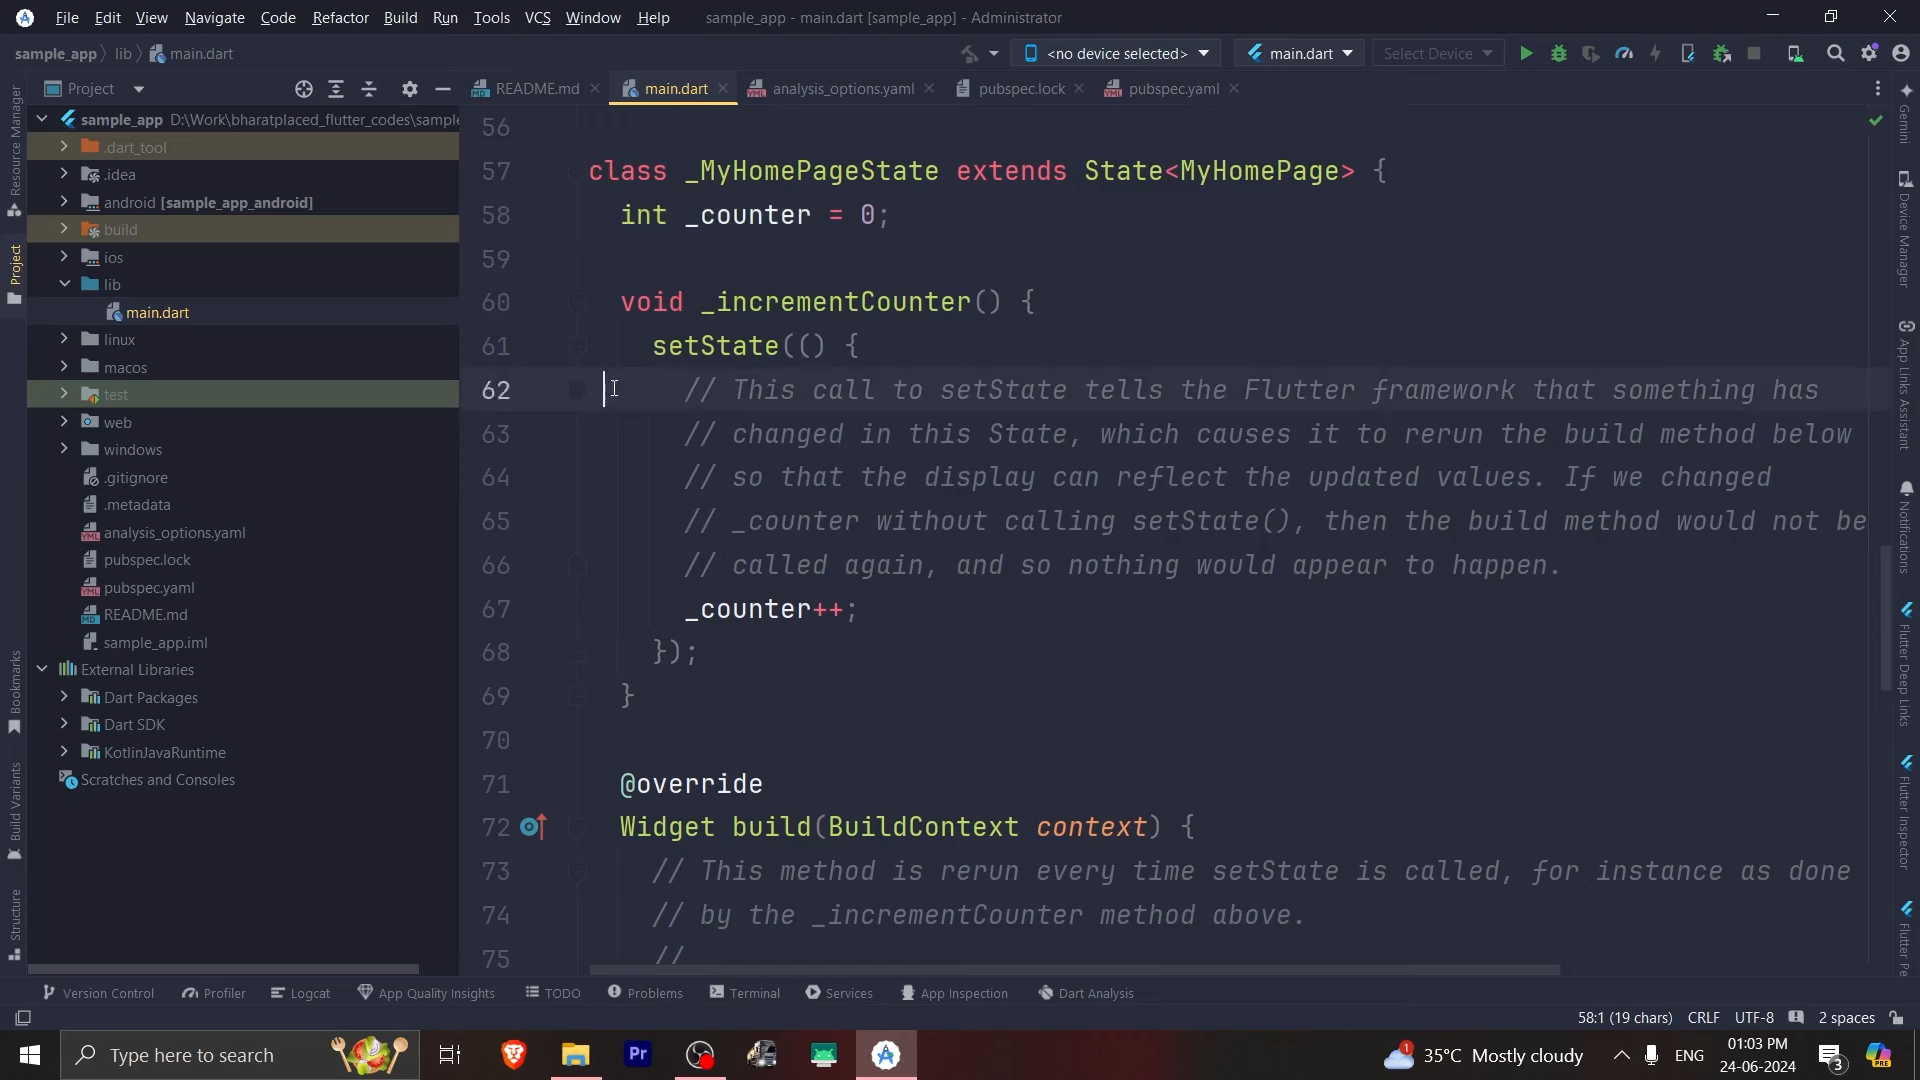 File Edit View Navigate Code Refactor Build Run Tools VCS Window Help sample_app - main.dart [sample_app] - Administrator
sample_app lib main.dart <no device selected> main.dart Select Device
Project README.md main.dart analysis_options.yaml pubspec.lock pubspec.yaml
sample_app D:\Work\bharatplaced_flutter_codes\sample
.dart_tool
.idea
android [sample_app_android]
build
ios
lib
main.dart
linux
macos
test
web
windows
.gitignore
.metadata
analysis_options.yaml
pubspec.lock
pubspec.yaml
README.md
sample_app.iml
External Libraries
Dart Packages
Dart SDK
KotlinJavaRuntime
Scratches and Consoles
Resource Manager
Project
Bookmarks
Build Variants
Structure
56
57 class _MyHomePageState extends State<MyHomePage> {
58 int _counter = 0;
59
60 void _incrementCounter() {
61 setState(() {
62 // This call to setState tells the Flutter framework that something has
63 // changed in this State, which causes it to rerun the build method below
64 // so that the display can reflect the updated values. If we changed
65 // _counter without calling setState(), then the build method would not be
66 // called again, and so nothing would appear to happen.
67 _counter++;
68 });
69 }
70
71 @override
72 Widget build(BuildContext context) {
73 // This method is rerun every time setState is called, for instance as done
74 // by the _incrementCounter method above.
75 //
Gemini
Device Manager
App Links Assistant
Notifications
Flutter Deep Links
Flutter Inspector
Flutter Pe
Version Control Profiler Logcat App Quality Insights TODO Problems Terminal Services App Inspection Dart Analysis
58:1 (19 chars) CRLF UTF-8 2 spaces
Type here to search Pr 1 35°C Mostly cloudy ENG 01:03 PM 3 PRE
24-06-2024